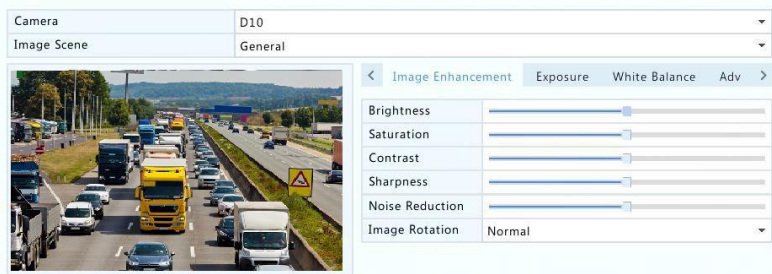 Camera D10
Image Scene General
< Image Enhancement Exposure White Balance Adv >
Brightness
Saturation
Contrast
Sharpness
Noise Reduction
Image Rotation Normal